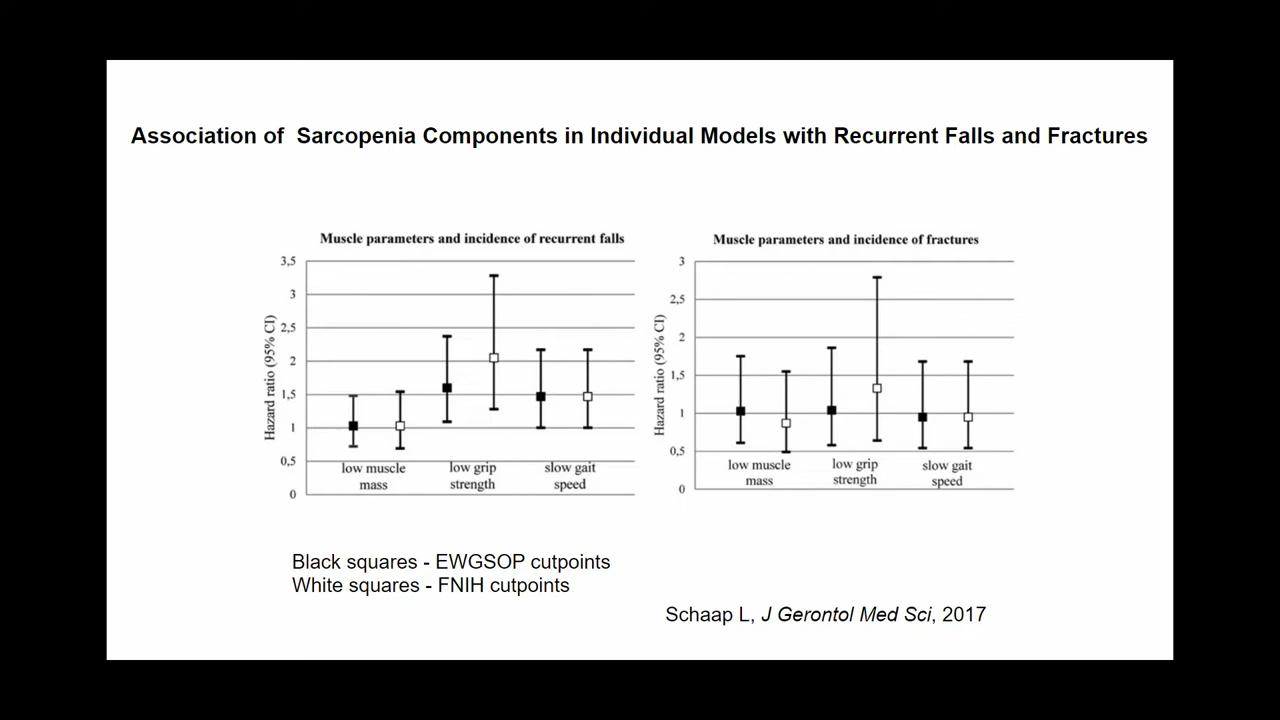 Association of  Sarcopenia Components in Individual Models with Recurrent Falls and Fractures
Muscle parameters and incidence of recurrent falls
3,5
3
2,5
2
1,5
1
0,5
0
Hazard ratio (95% CI)
low muscle
mass
low grip
strength
slow gait
speed
Muscle parameters and incidence of fractures
3
2,5
2
1,5
1
0,5
0
Hazard ratio (95% CI)
low muscle
mass
low grip
strength
slow gait
speed
Black squares - EWGSOP cutpoints
White squares - FNIH cutpoints
Schaap L, J Gerontol Med Sci, 2017